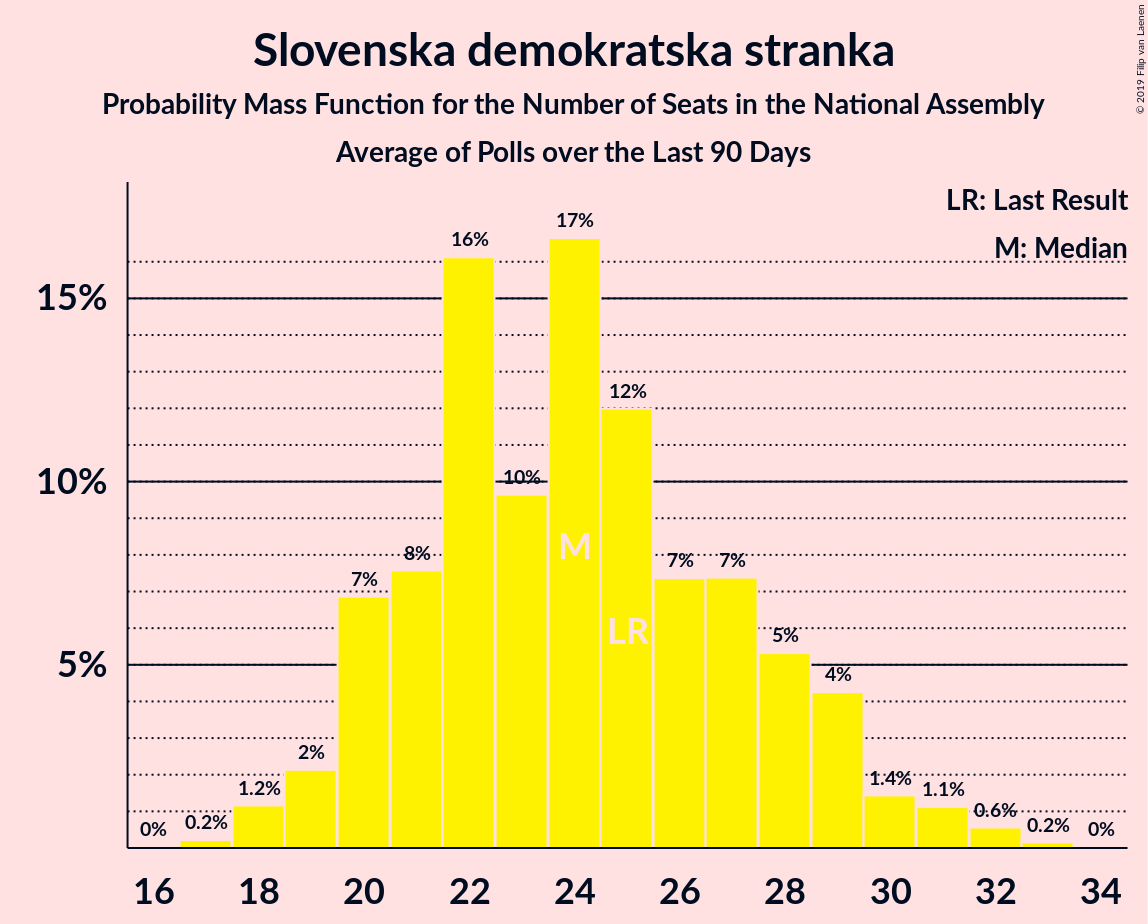 Slovenska demokratska stranka
Probability Mass Function for the Number of Seats in the National Assembly
Average of Polls over the Last 90 Days
© 2019 Filip van Laenen
LR: Last Result
M: Median
15%
10%
5%
0%
0.2%
1.2%
2%
7%
8%
16%
10%
17%
12%
7%
7%
5%
4%
1.4%
1.1%
0.6%
0.2%
0%
M
LR
16 18 20 22 24 26 28 30 32 34